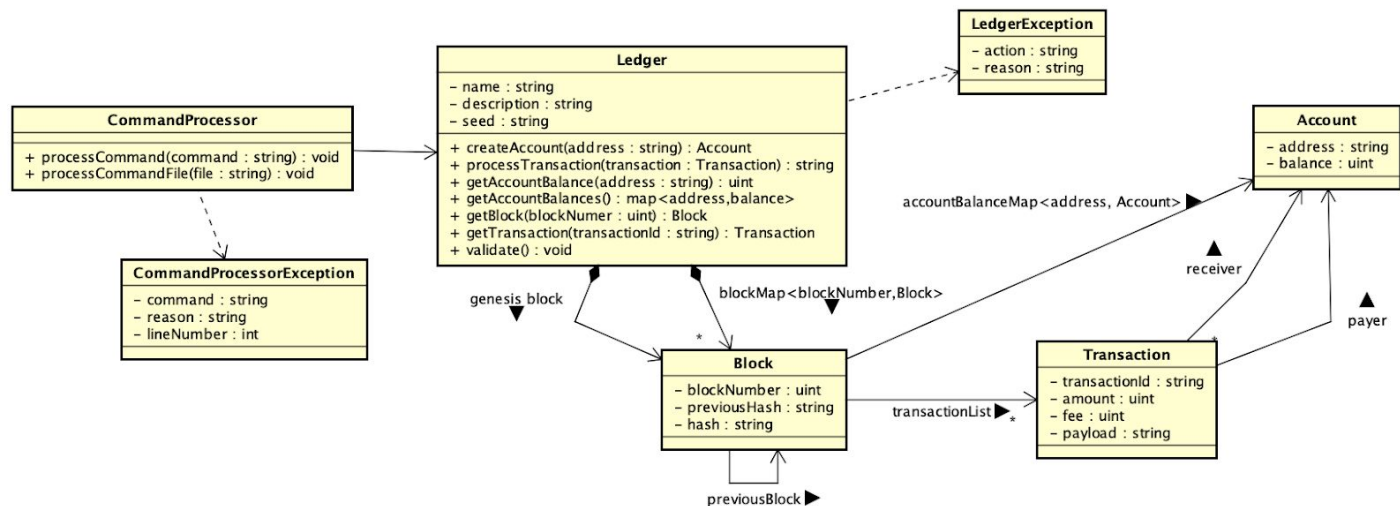 LedgerException
– action : string
– reason : string
Ledger
– name : string
– description : string
– seed : string
+ createAccount(address : string) : Account
+ processTransaction(transaction : Transaction) : string
+ getAccountBalance(address : string) : uint
+ getAccountBalances() : map<address,balance>
+ getBlock(blockNumer : uint) : Block
+ getTransaction(transactionId : string) : Transaction
+ validate() : void
CommandProcessor
+ processCommand(command : string) : void
+ processCommandFile(file : string) : void
Account
– address : string
– balance : uint
accountBalanceMap<address, Account> ▶
CommandProcessorException
– command : string
– reason : string
– lineNumber : int
genesis block
▼
blockMap<blockNumber,Block>
▼
*
▲
receiver
▲
payer
Block
– blockNumber : uint
– previousHash : string
– hash : string
*
Transaction
– transactionId : string
– amount : uint
– fee : uint
– payload : string
transactionList ▶
*
previousBlock ▶